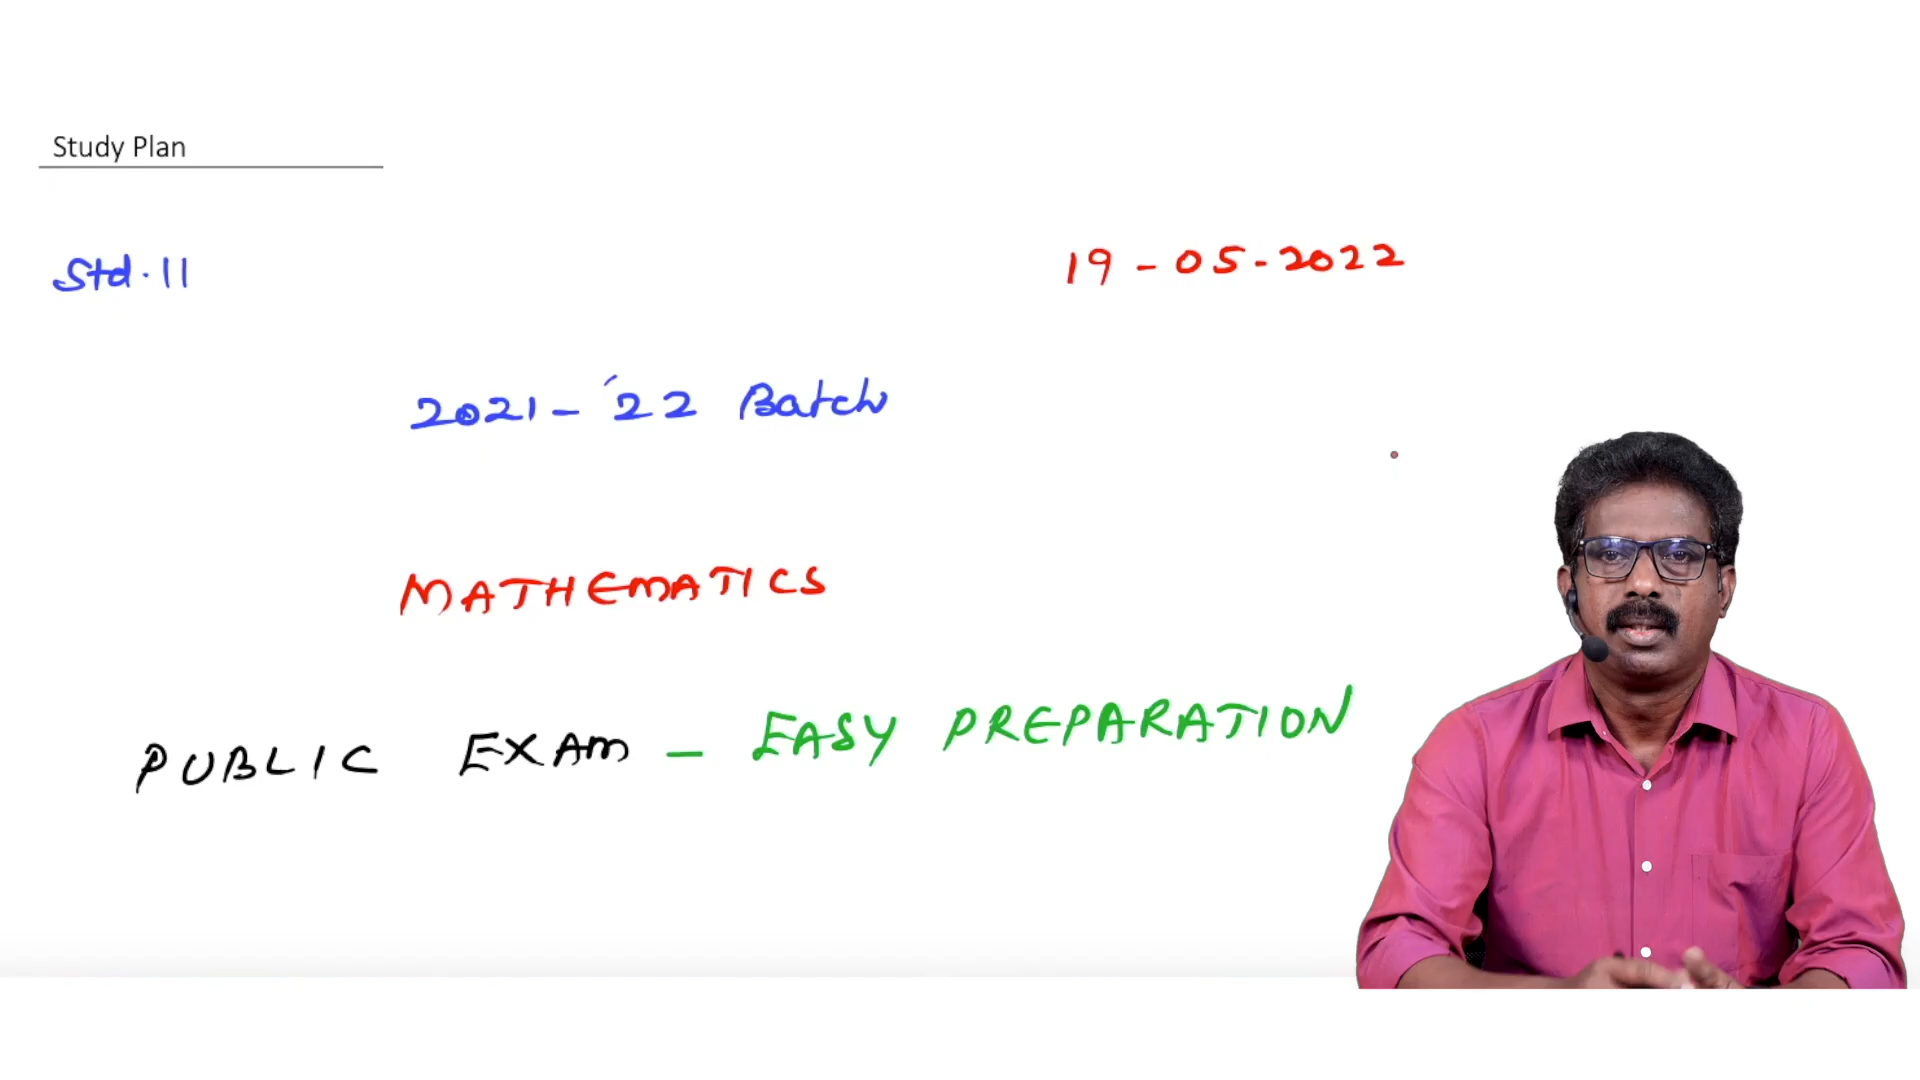 Study Plan
Std. 11
19 - 05 - 2022
2021 - '22 Batch
MATHEMATICS
PUBLIC EXAM - EASY PREPARATION